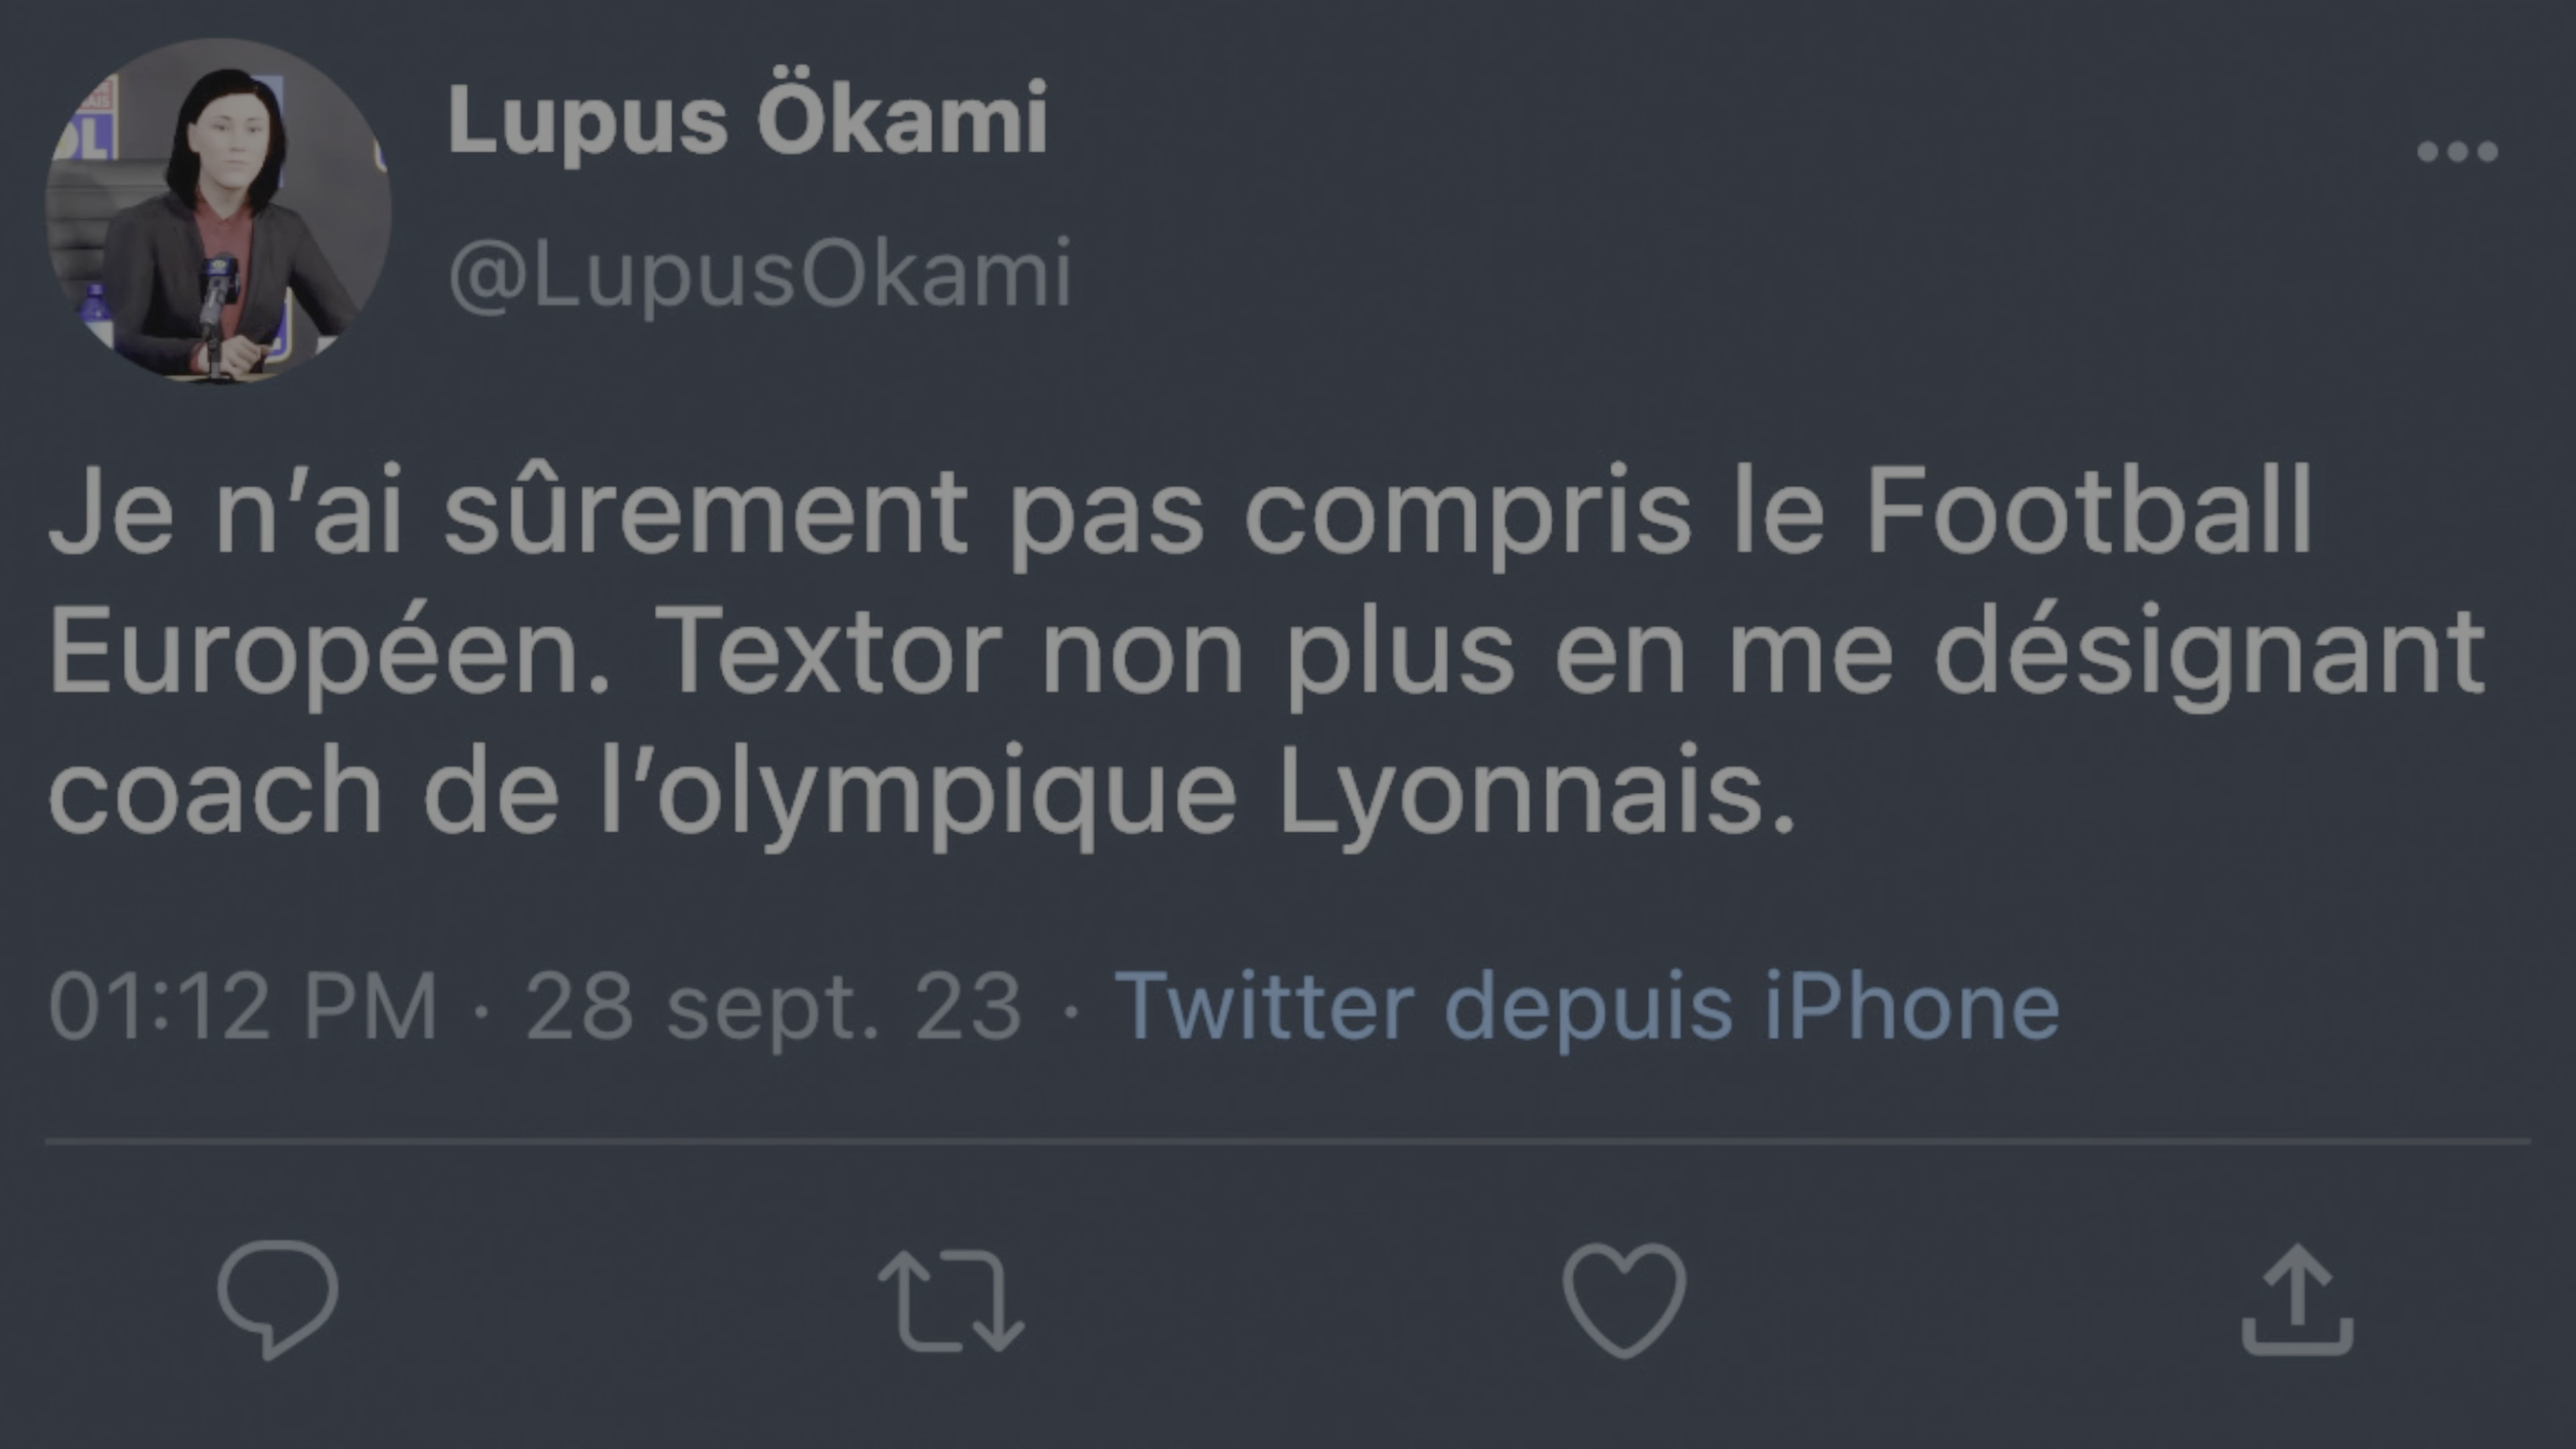 Lupus Ökami
@LupusOkami
Je n’ai sûrement pas compris le Football
Européen. Textor non plus en me désignant
coach de l’olympique Lyonnais.
01:12 PM · 28 sept. 23 · Twitter depuis iPhone